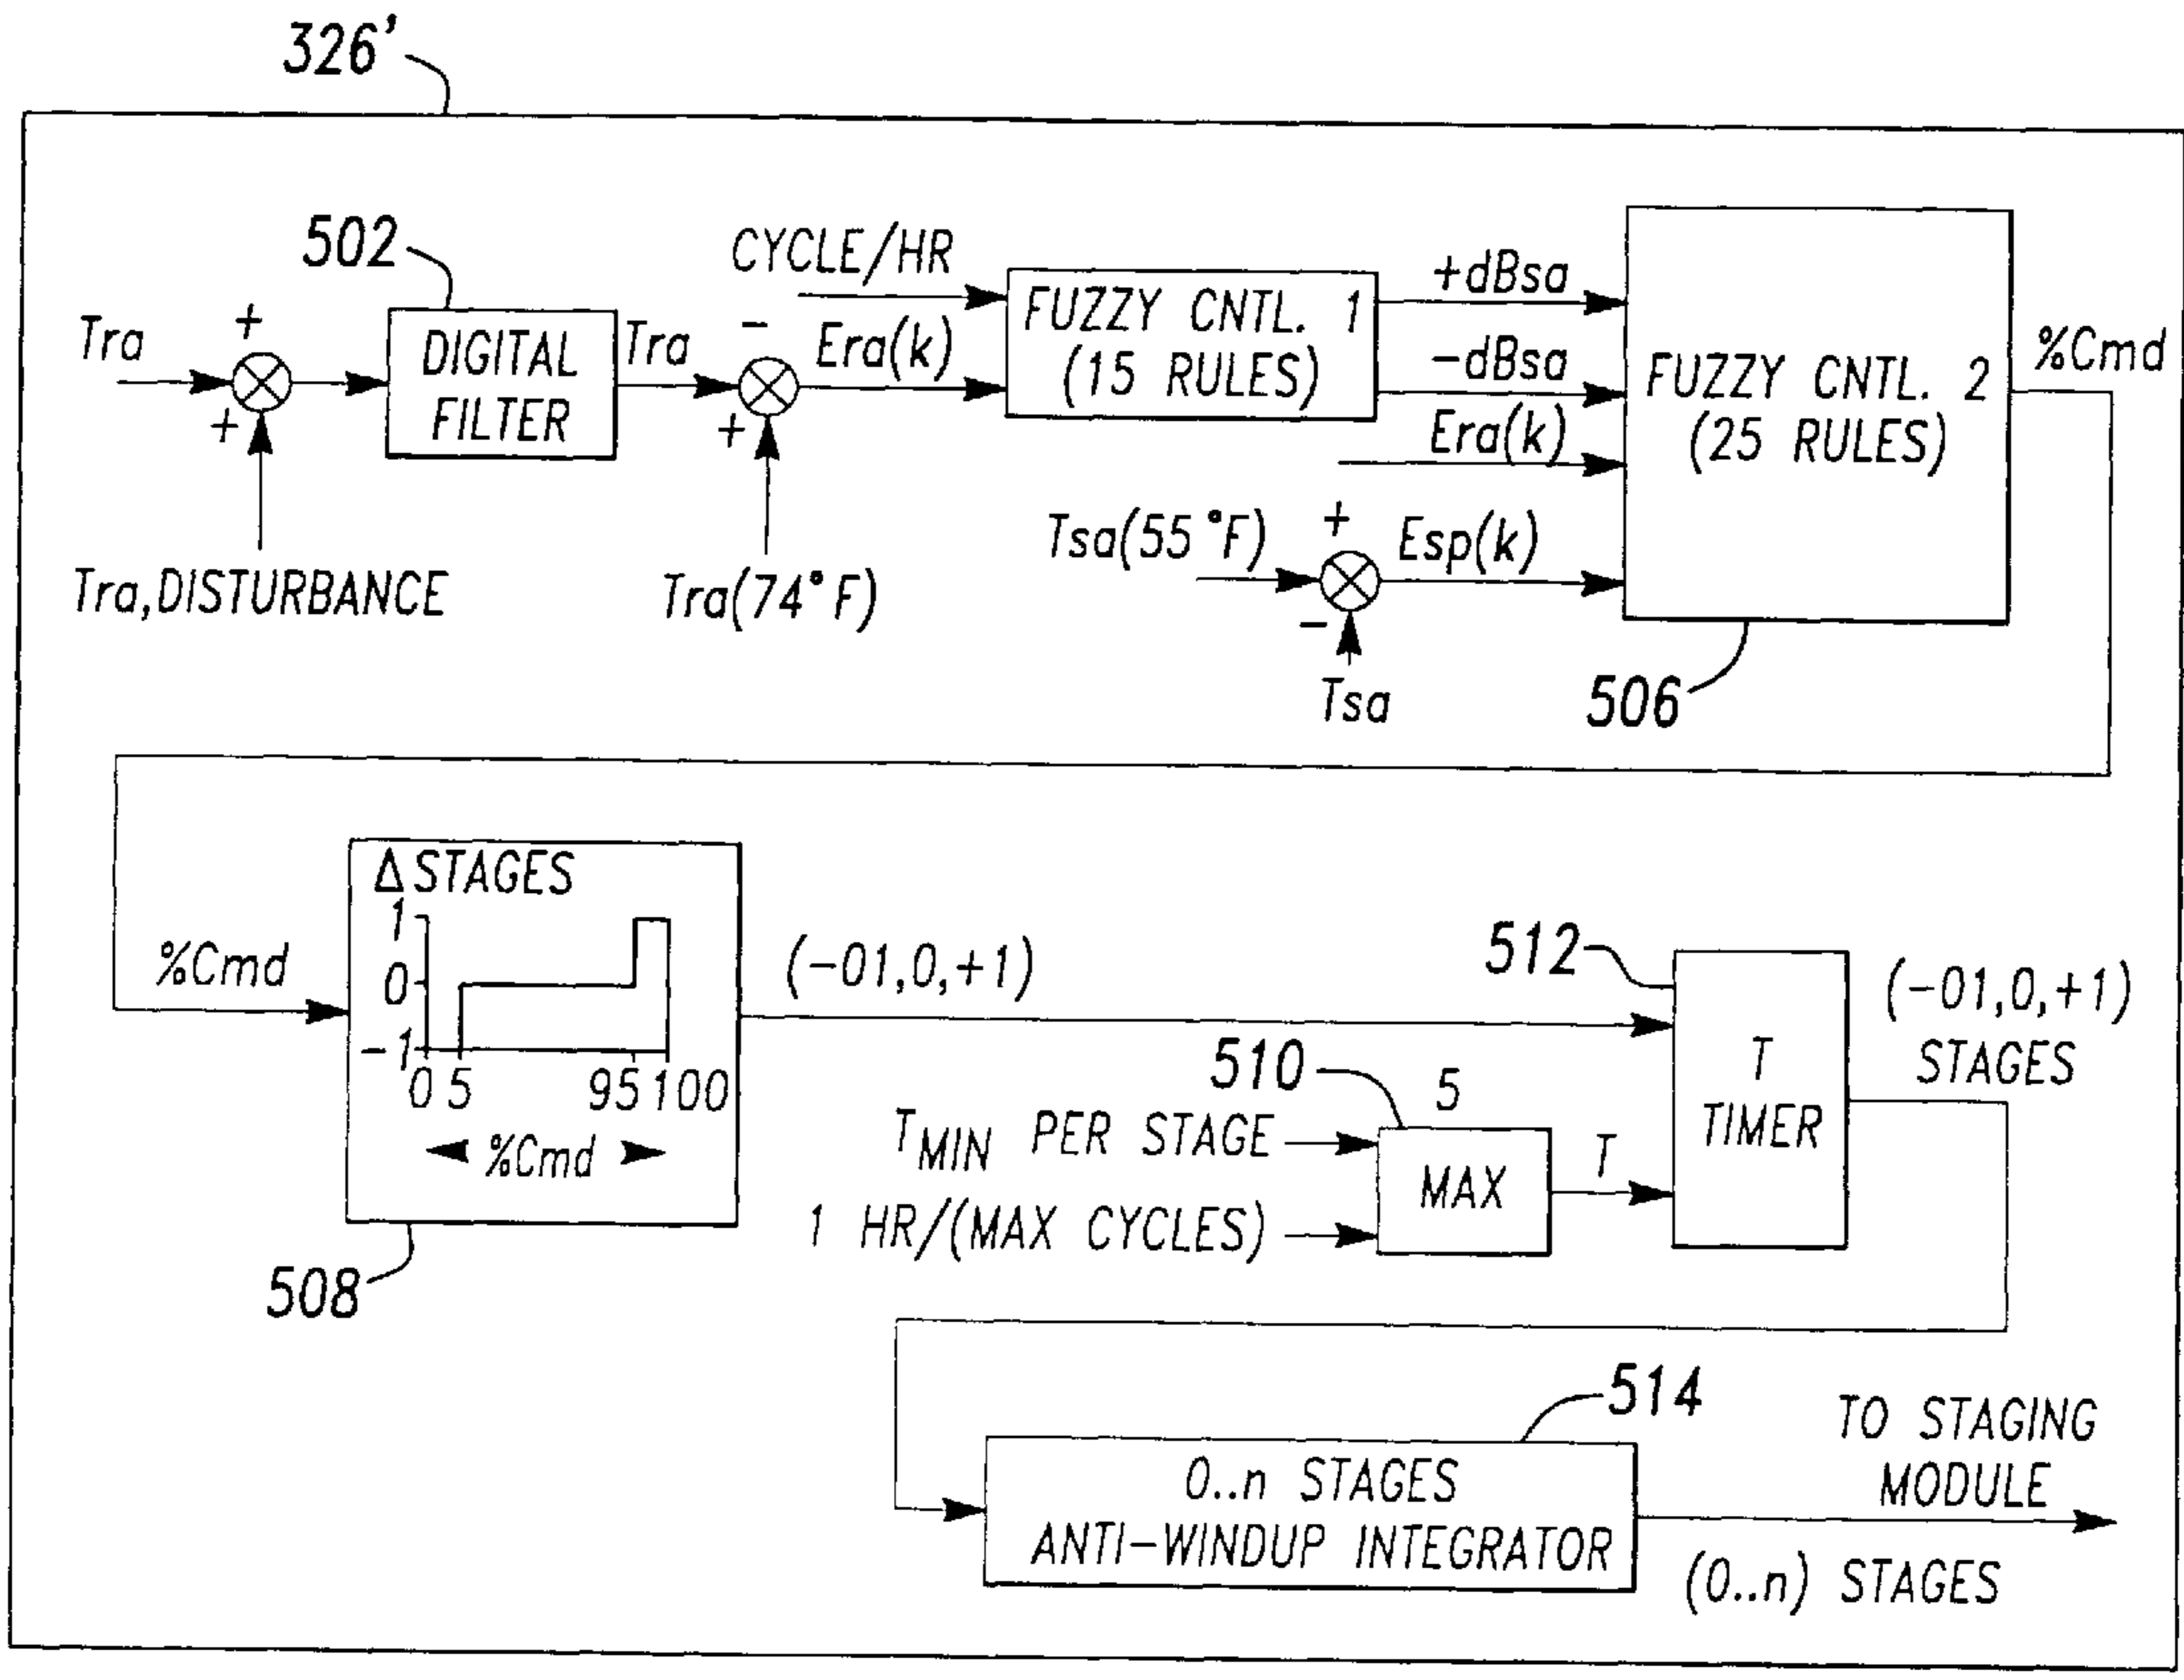 326'
502
CYCLE/HR
+dBsa
Tra
+
+
DIGITAL
FILTER
Tra
-
+
Era(k)
FUZZY CNTL. 1
(15 RULES)
-dBsa
Era(k)
FUZZY CNTL. 2
(25 RULES)
%Cmd
Tra,DISTURBANCE
Tra(74°F)
Tsa(55°F)
+
-
Esp(k)
Tsa
506
Δ STAGES
1
0
-1
0 5 95 100
◄ %Cmd ►
%Cmd
508
(-01,0,+1)
512
T
TIMER
(-01,0,+1)
STAGES
510
5
TMIN PER STAGE
1 HR/(MAX CYCLES)
MAX
T
514
0..n STAGES
ANTI-WINDUP INTEGRATOR
TO STAGING
MODULE
(0..n) STAGES